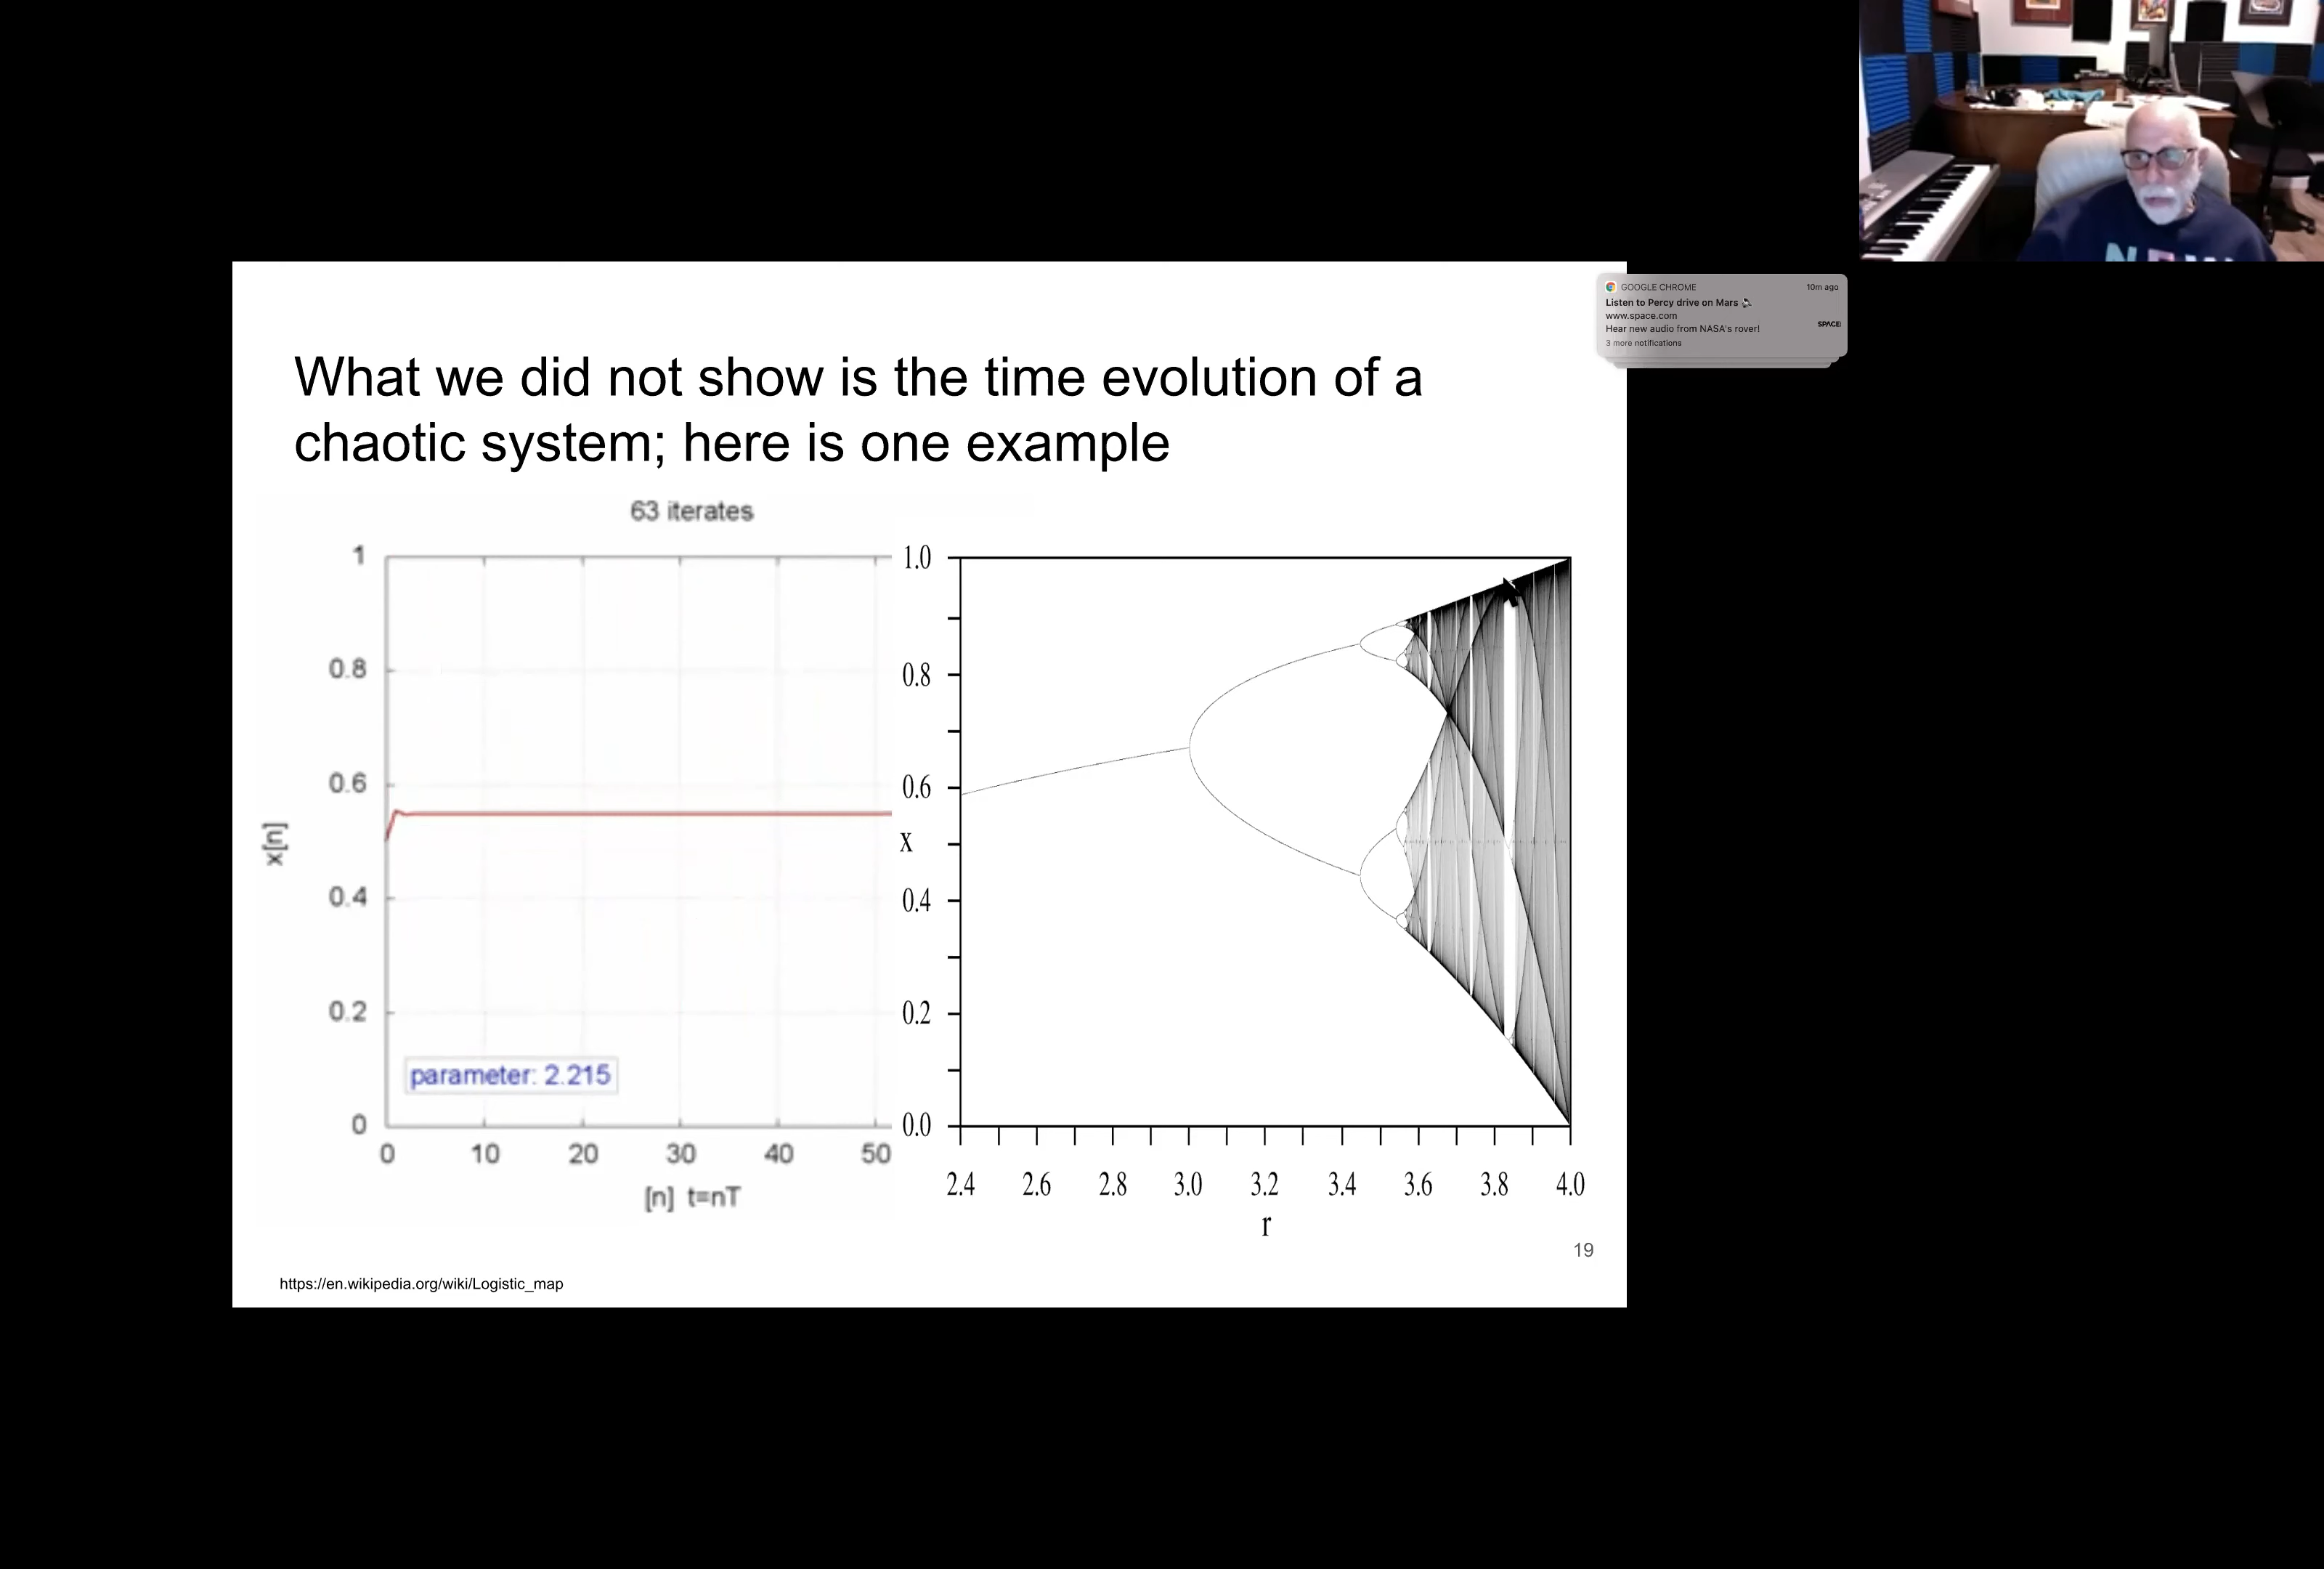 GOOGLE CHROME 10m ago
Listen to Percy drive on Mars
www.space.com
Hear new audio from NASA's rover!
SPACE
3 more notifications
What we did not show is the time evolution of a
chaotic system; here is one example
63 iterates
1
0.8
0.6
0.4
0.2
0
x[n]
parameter: 2.215
0 10 20 30 40 50
[n] t=nT
1.0
0.8
0.6
x
0.4
0.2
0.0
2.4 2.6 2.8 3.0 3.2 3.4 3.6 3.8 4.0
r
19
https://en.wikipedia.org/wiki/Logistic_map